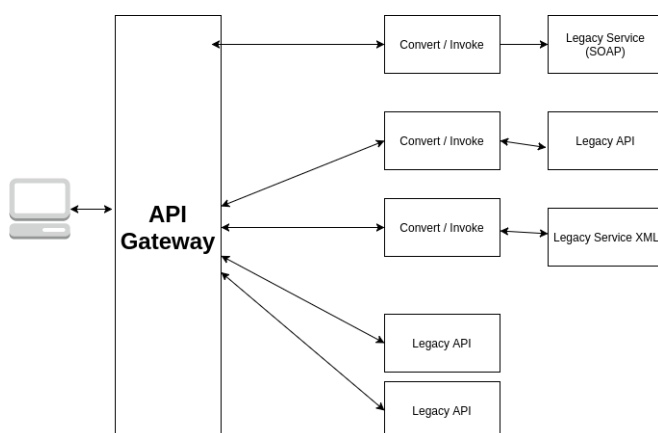 Convert / Invoke
Legacy Service
(SOAP)
Convert / Invoke
Legacy API
API
Gateway
Convert / Invoke
Legacy Service XML
Legacy API
Legacy API